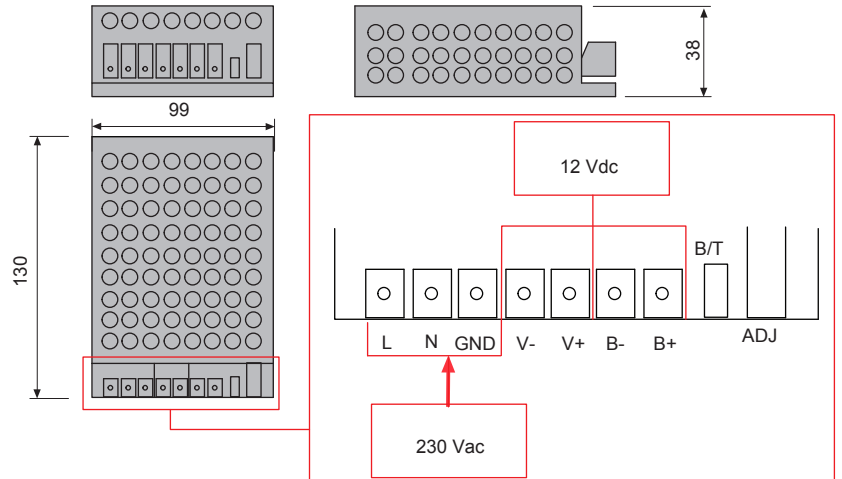 38
99
130
12 Vdc
B/T
L N GND V- V+ B- B+ ADJ
230 Vac